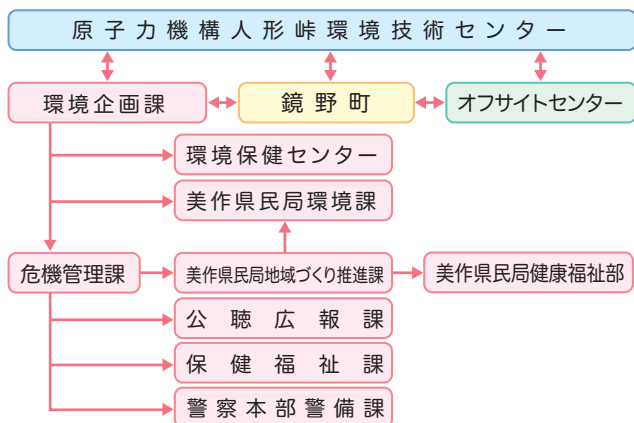 原子力機構人形峠環境技術センター
環境企画課
鏡野町
オフサイトセンター
環境保健センター
美作県民局環境課
危機管理課
美作県民局地域づくり推進課
美作県民局健康福祉部
公聴広報課
保健福祉課
警察本部警備課